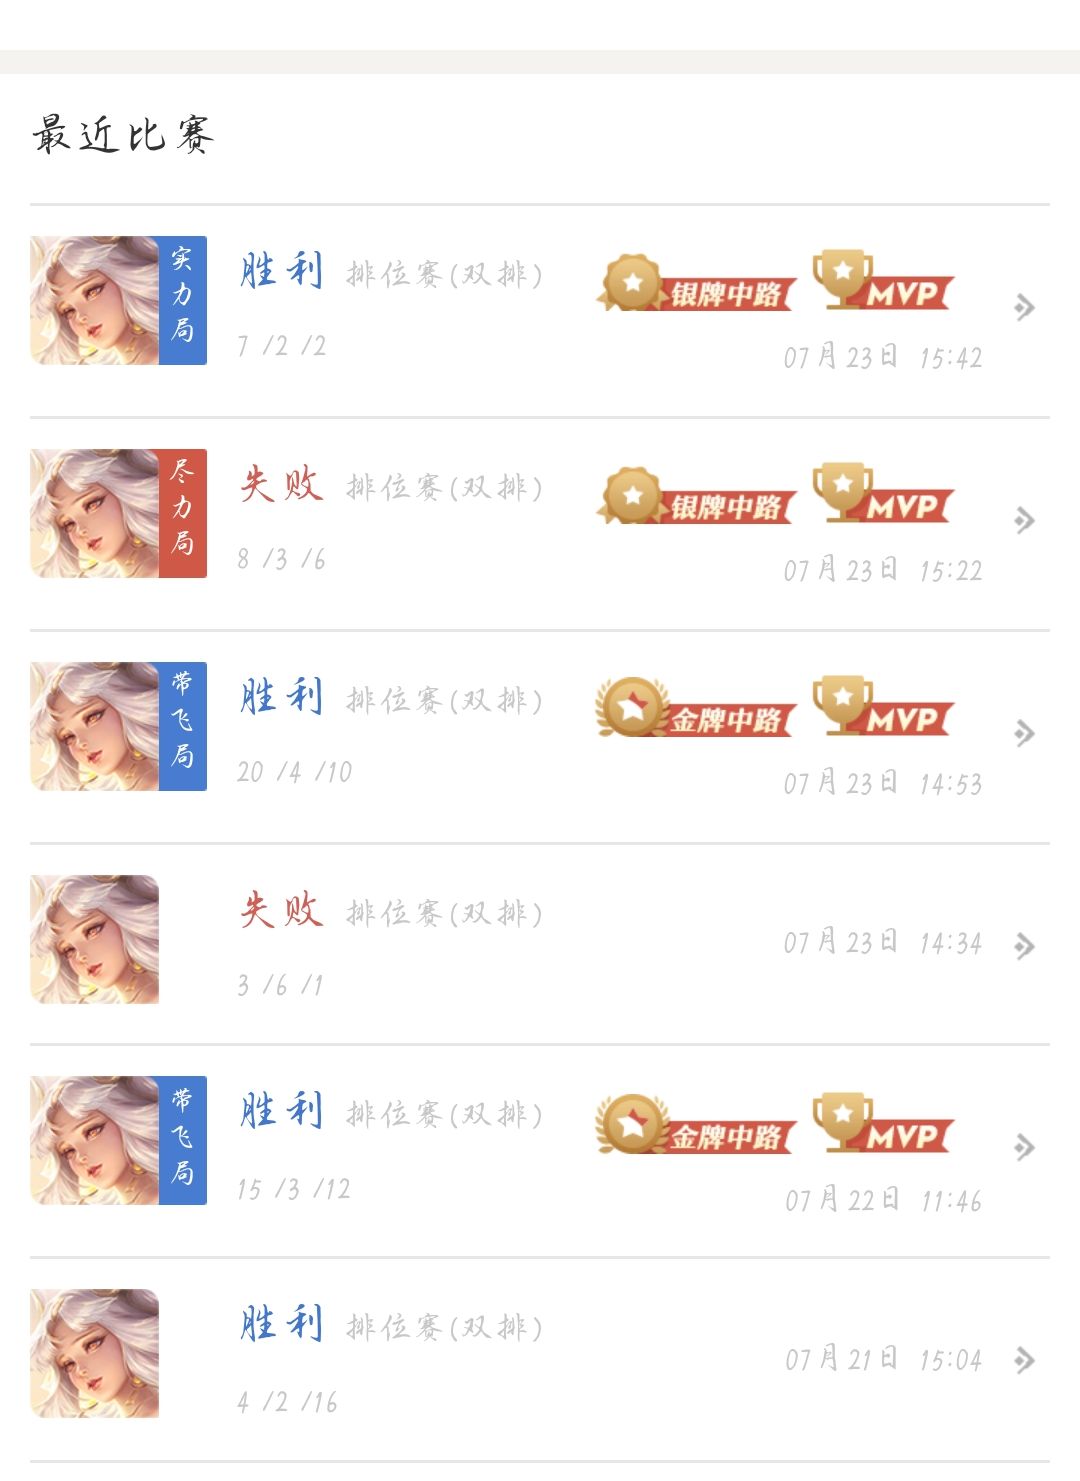 最近比赛
实力局
胜利 排位赛(双排) 银牌中路 MVP
7 /2 /2
07月23日 15:42
尽力局
失败 排位赛(双排) 银牌中路 MVP
8 /3 /6
07月23日 15:22
带飞局
胜利 排位赛(双排) 金牌中路 MVP
20 /4 /10
07月23日 14:53
失败 排位赛(双排)
07月23日 14:34
3 /6 /1
带飞局
胜利 排位赛(双排) 金牌中路 MVP
15 /3 /12
07月22日 11:46
胜利 排位赛(双排)
07月21日 15:04
4 /2 /16